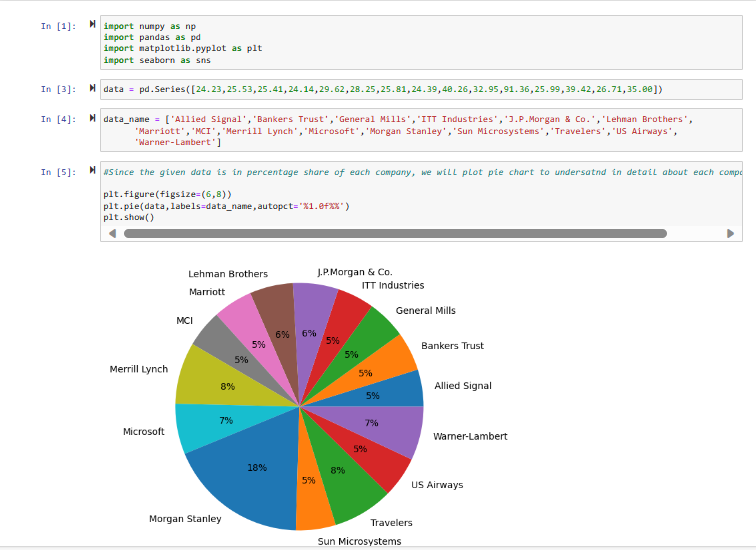 In [1]:
import numpy as np
import pandas as pd
import matplotlib.pyplot as plt
import seaborn as sns
In [3]:
data = pd.Series([24.23,25.53,25.41,24.14,29.62,28.25,25.81,24.39,40.26,32.95,91.36,25.99,39.42,26.71,35.00])
In [4]:
data_name = ['Allied Signal','Bankers Trust','General Mills','ITT Industries','J.P.Morgan & Co.','Lehman Brothers',
'Marriott','MCI','Merrill Lynch','Microsoft','Morgan Stanley','Sun Microsystems','Travelers','US Airways',
'Warner-Lambert']
In [5]:
#Since the given data is in percentage share of each company, we will plot pie chart to undersatnd in detail about each
plt.figure(figsize=(6,8))
plt.pie(data,labels=data_name,autopct='%1.0f%%')
plt.show()
Lehman Brothers
J.P.Morgan & Co.
ITT Industries
Marriott
General Mills
MCI
Bankers Trust
Merrill Lynch
Allied Signal
Microsoft
Warner-Lambert
US Airways
Morgan Stanley
Travelers
Sun Microsystems
6%
6%
5%
5%
5%
5%
5%
8%
5%
7%
7%
5%
18%
8%
5%